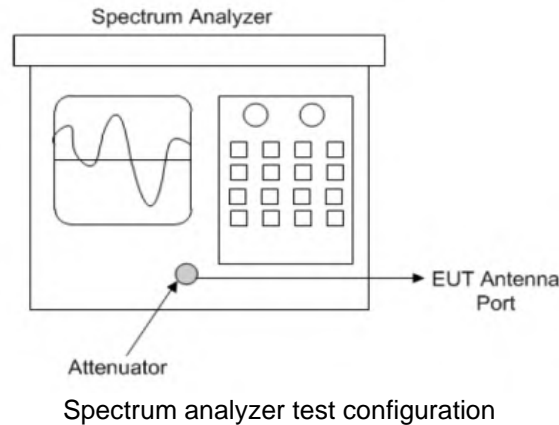 Spectrum Analyzer
EUT Antenna
Port
Attenuator
Spectrum analyzer test configuration